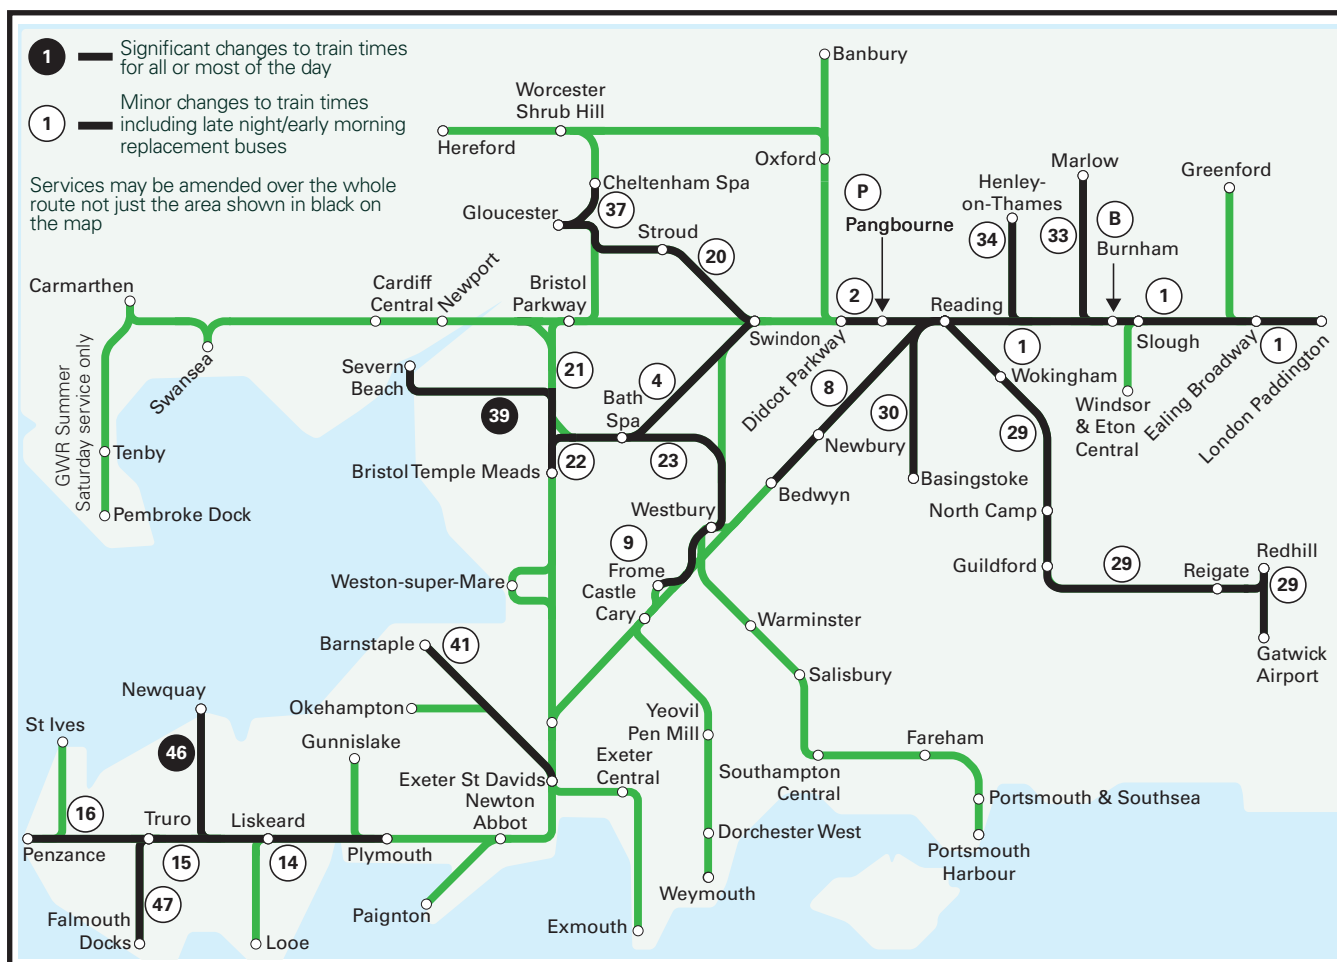 1
Significant changes to train times
for all or most of the day
1
Minor changes to train times
including late night/early morning
replacement buses
Services may be amended over the whole
route not just the area shown in black on
the map
Banbury
Worcester
Shrub Hill
Hereford
Oxford
Marlow
Greenford
Cheltenham Spa
Henley-
on-Thames
P
Pangbourne
B
Burnham
37
Gloucester
Stroud
20
34
33
Carmarthen
Cardiff
Central
Newport
Bristol
Parkway
2
Reading
1
Swindon
Slough
Didcot Parkway
1
Ealing Broadway
1
London Paddington
Swansea
GWR Summer
Saturday service only
Severn
Beach
21
4
Bath
Spa
8
Wokingham
Windsor
& Eton
Central
39
30
29
Tenby
Newbury
Bristol Temple Meads
22
23
Basingstoke
Bedwyn
Pembroke Dock
Westbury
North Camp
9
Frome
Guildford
29
Reigate
Redhill
29
Weston-super-Mare
Castle
Cary
Warminster
Gatwick
Airport
Barnstaple
41
Salisbury
Newquay
Okehampton
Yeovil
Pen Mill
St Ives
46
Gunnislake
Fareham
Exeter St Davids
Exeter
Central
Southampton
Central
Newton
Abbot
Portsmouth & Southsea
16
Truro
Liskeard
Penzance
15
14
Plymouth
Dorchester West
Portsmouth
Harbour
Weymouth
47
Falmouth
Docks
Looe
Paignton
Exmouth